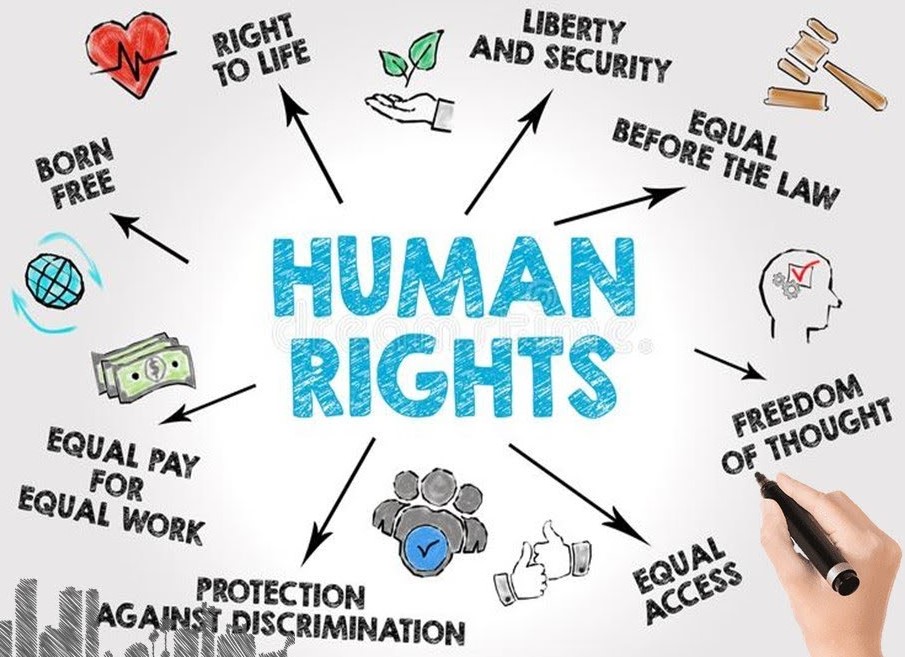 RIGHT
TO LIFE
LIBERTY
AND SECURITY
EQUAL
BEFORE THE LAW
BORN
FREE
HUMAN
RIGHTS
dreamstime
FREEDOM
OF THOUGHT
EQUAL PAY
FOR
EQUAL WORK
EQUAL
ACCESS
PROTECTION
AGAINST DISCRIMINATION